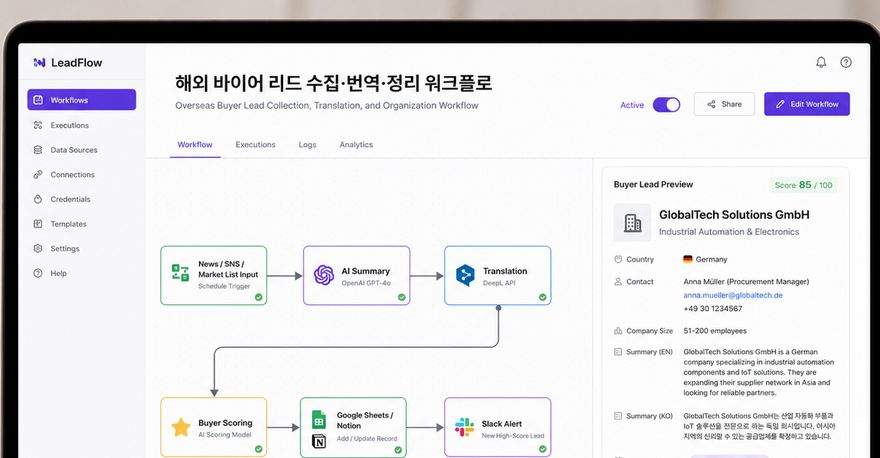 LeadFlow
Workflows
Executions
Data Sources
Connections
Credentials
Templates
Settings
Help
해외 바이어 리드 수집·번역·정리 워크플로
Overseas Buyer Lead Collection, Translation, and Organization Workflow
Active
Share
Edit Workflow
Workflow
Executions
Logs
Analytics
News / SNS /
Market List Input
Schedule Trigger
AI Summary
OpenAI GPT-4o
Translation
DeepL API
Buyer Scoring
AI Scoring Model
Google Sheets /
Notion
Add / Update Record
Slack Alert
New High-Score Lead
Buyer Lead Preview
Score 85 / 100
GlobalTech Solutions GmbH
Industrial Automation & Electronics
Country
Germany
Contact
Anna Müller (Procurement Manager)
anna.mueller@globaltech.de
+49 30 1234567
Company Size
51-200 employees
Summary (EN)
GlobalTech Solutions GmbH is a German
company specializing in industrial automation
components and IoT solutions. They are
expanding their supplier network in Asia and
looking for reliable partners.
Summary (KO)
GlobalTech Solutions GmbH는 산업 자동화 부품과
IoT 솔루션을 전문으로 하는 독일 회사입니다. 아시아
지역의 신뢰할 수 있는 공급업체를 확장하고 있습니다.